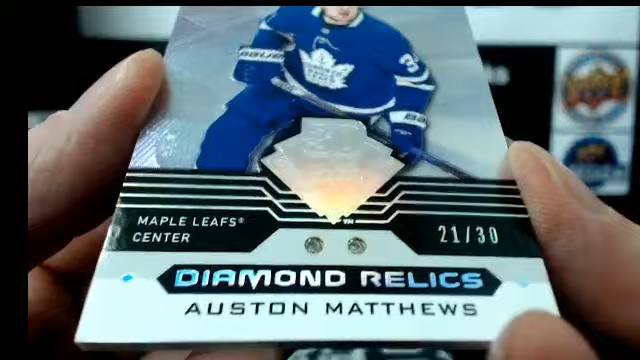 MAPLE LEAFS®
CENTER
21/30
DIAMOND RELICS
AUSTON MATTHEWS